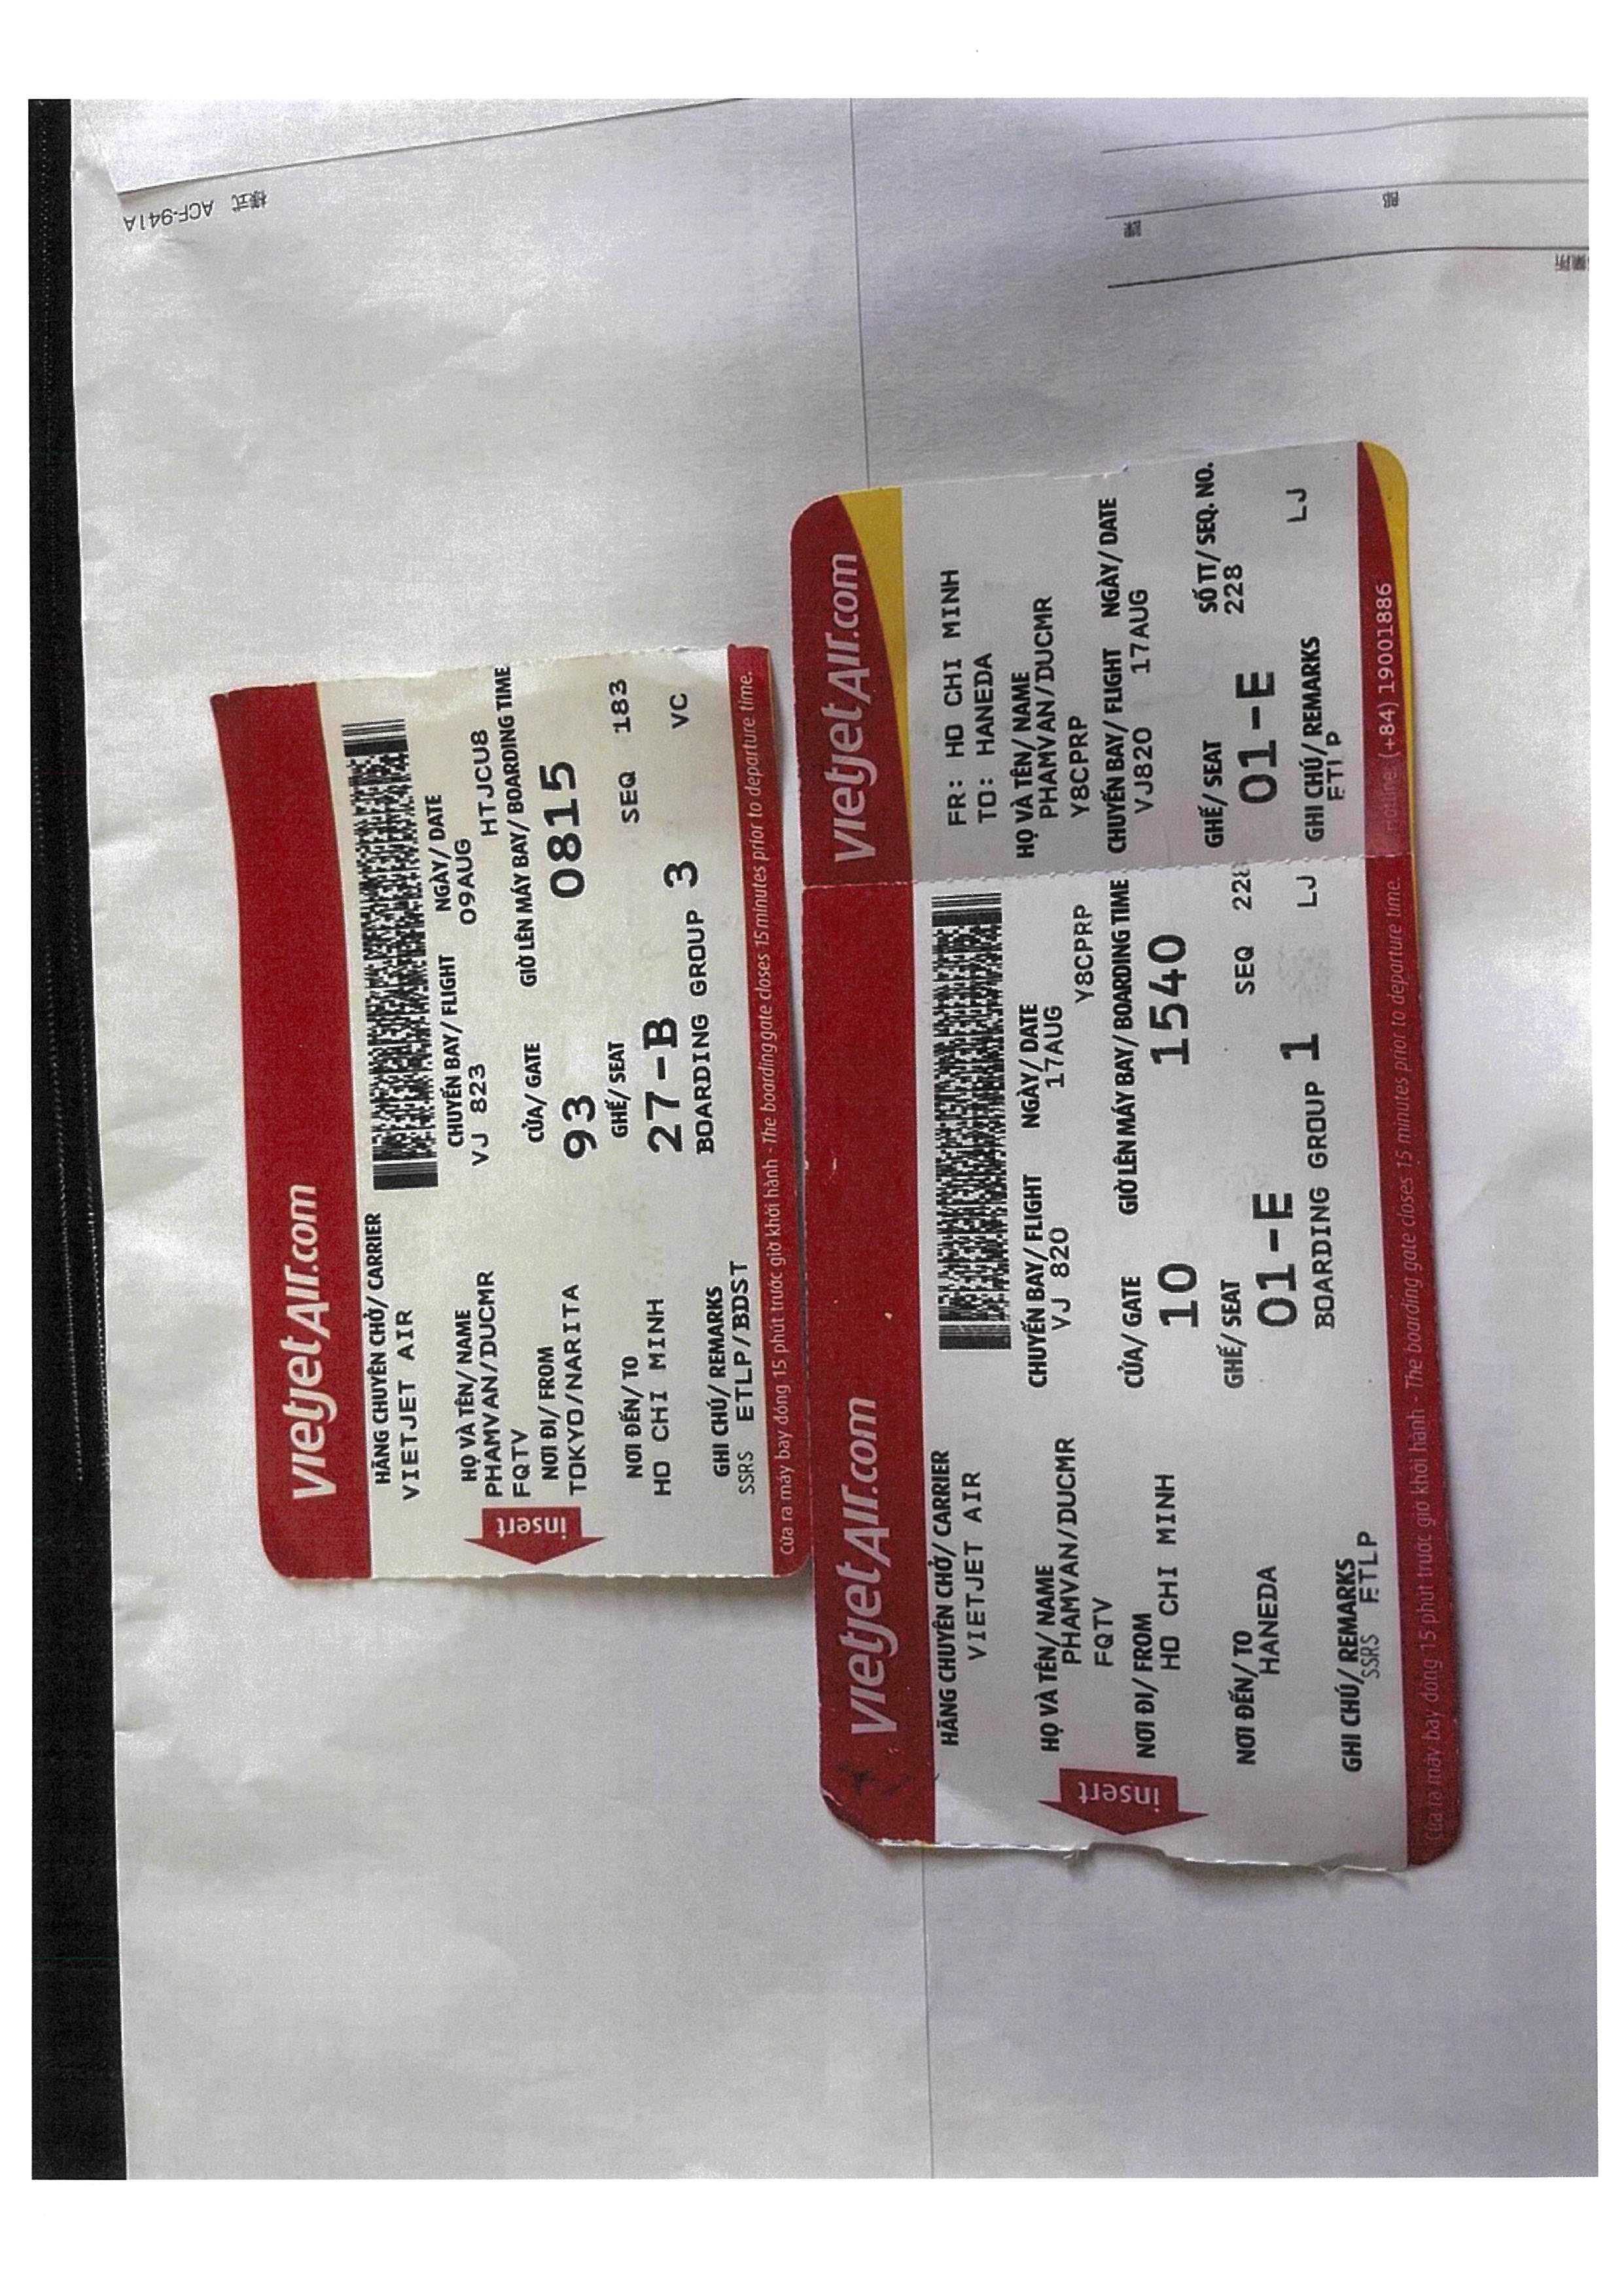 様式 ACF-941A
課
部
業所
vietjetAir.com
HÃNG CHUYÊN CHỞ/ CARRIER
VIETJET AIR
HỌ VÀ TÊN/ NAME
PHAMVAN/DUCMR
FQTV
NƠI ĐI/ FROM
TOKYO/NARITA
NƠI ĐẾN/ TO
HO CHI MINH
GHI CHÚ/ REMARKS
SSRS ETLP/BDST
insert
CHUYẾN BAY/ FLIGHT NGÀY/ DATE
VJ 823 09AUG
HTJCU8
CỬA/ GATE GIỜ LÊN MÁY BAY/ BOARDING TIME
93 0815
GHẾ/ SEAT
27-B SEQ 183
BOARDING GROUP 3 VC
Cửa ra máy bay đóng 15 phút trước giờ khởi hành - The boarding gate closes 15 minutes prior to departure time.
vietjetAir.com
HÃNG CHUYÊN CHỞ/ CARRIER
VIETJET AIR
HỌ VÀ TÊN/ NAME
PHAMVAN/DUCMR
FQTV
NƠI ĐI/ FROM
HO CHI MINH
NƠI ĐẾN/ TO
HANEDA
GHI CHÚ/ REMARKS
SSRS ETLP
insert
CHUYẾN BAY/ FLIGHT NGÀY/ DATE
VJ 820 17AUG
Y8CPRP
CỬA/ GATE GIỜ LÊN MÁY BAY/ BOARDING TIME
10 1540
GHẾ/ SEAT
01-E SEQ 228
BOARDING GROUP 1 LJ
Cửa ra máy bay đóng 15 phút trước giờ khởi hành - The boarding gate closes 15 minutes prior to departure time.
vietjetAir.com
FR: HO CHI MINH
TO: HANEDA
HỌ VÀ TÊN/ NAME
PHAMVAN/DUCMR
Y8CPRP
CHUYẾN BAY/ FLIGHT NGÀY/ DATE
VJ820 17AUG
GHẾ/ SEAT SỐ TT/ SEQ. NO.
01-E 228
GHI CHÚ/ REMARKS LJ
ETLP
Hotline: (+84) 19001886